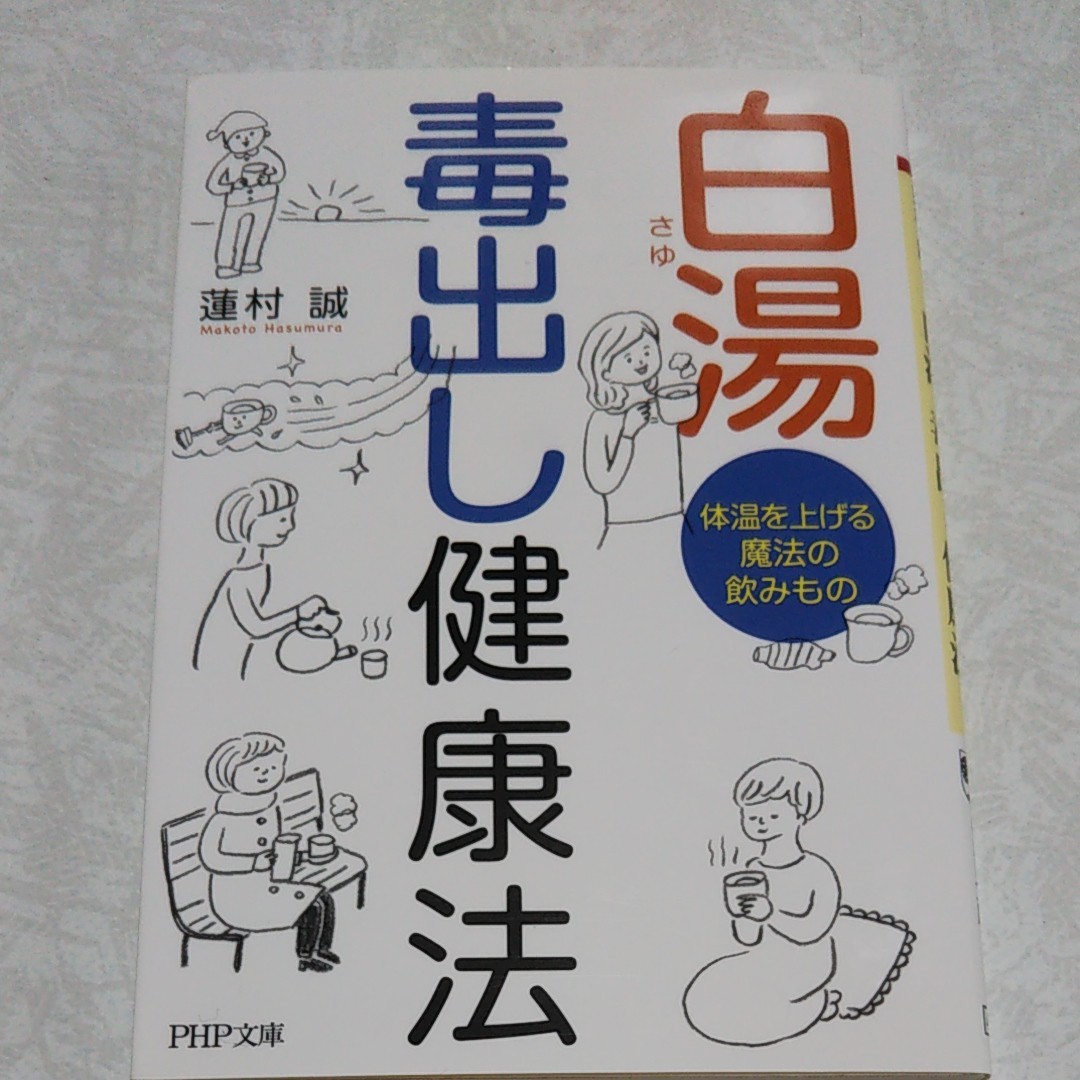 白湯
さゆ
毒出し健康法
体温を上げる
魔法の
飲みもの
蓮村 誠
Makoto Hasumura
PHP文庫